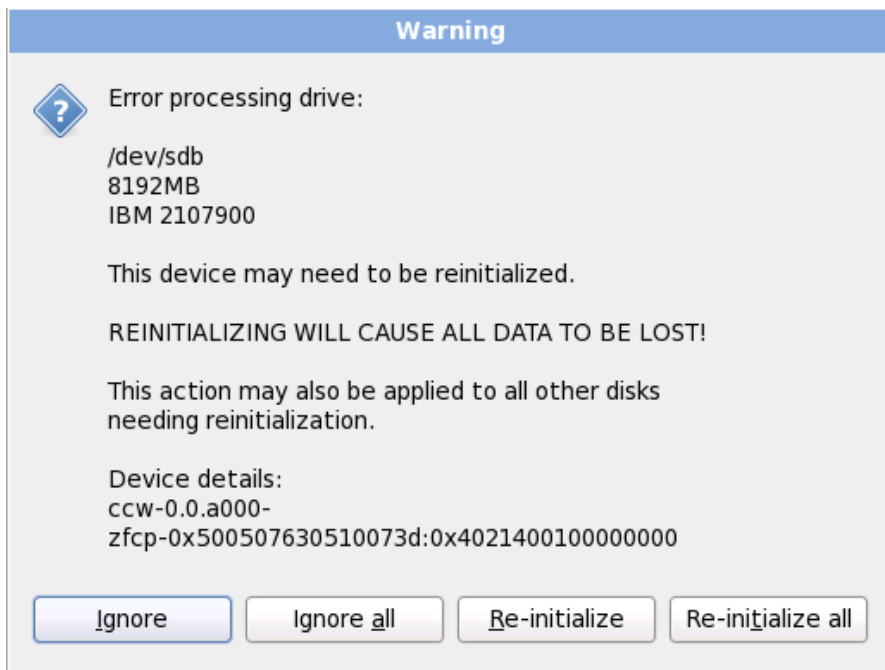 Warning
?
Error processing drive:
/dev/sdb
8192MB
IBM 2107900
This device may need to be reinitialized.
REINITIALIZING WILL CAUSE ALL DATA TO BE LOST!
This action may also be applied to all other disks
needing reinitialization.
Device details:
ccw-0.0.a000-
zfcp-0x500507630510073d:0x4021400100000000
Ignore
Ignore all
Re-initialize
Re-initialize all